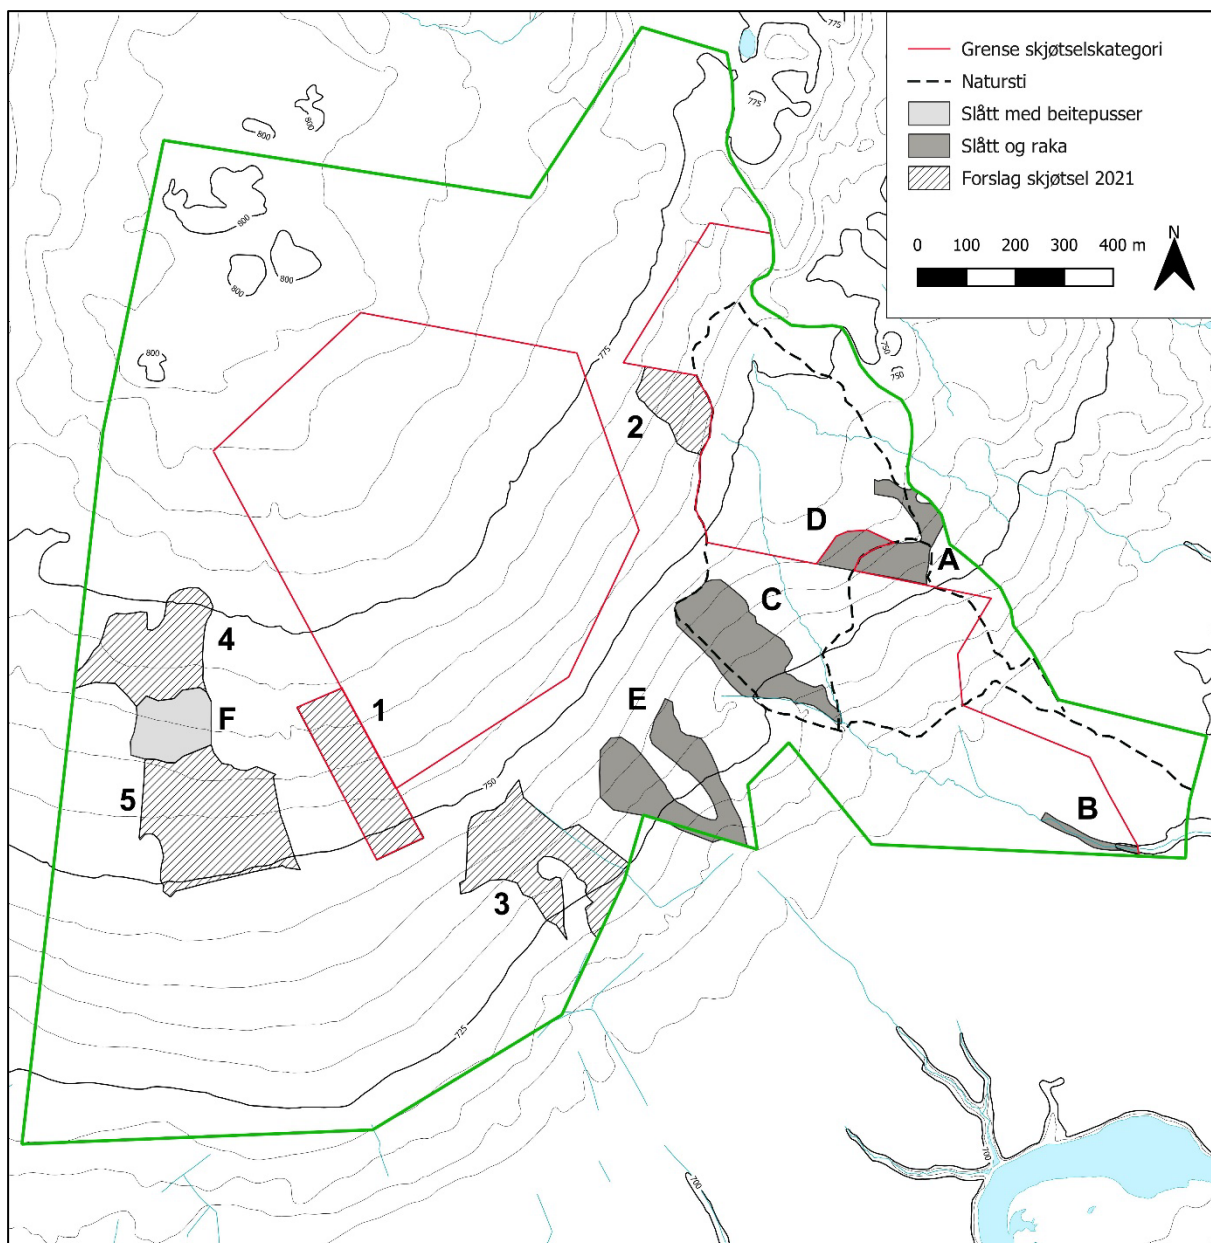 Grense skjøtselskategori
Natursti
Slått med beitepusser
Slått og raka
Forslag skjøtsel 2021
0 100 200 300 400 m
N
775
775
800
800
800
800
800
800
775
750
750
2
D
A
C
4
F
1
E
5
B
3
750
725
700
700